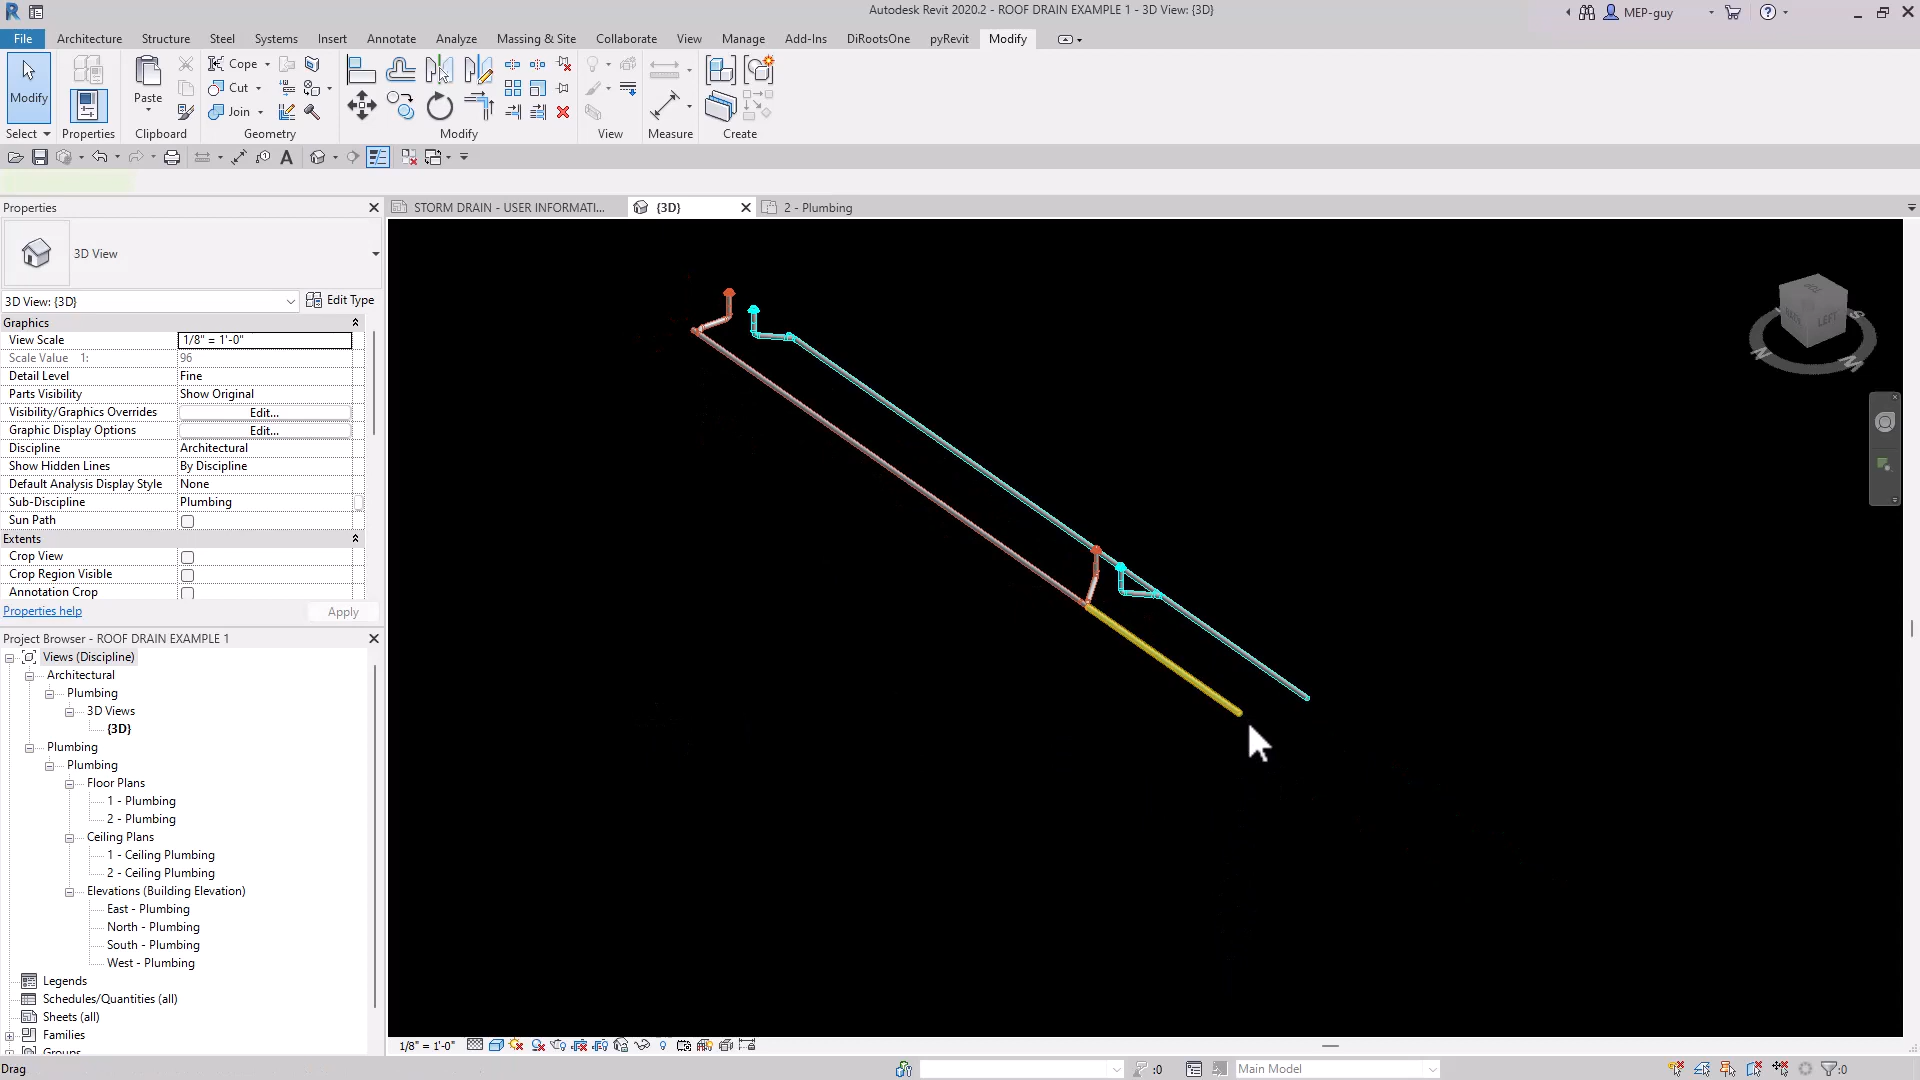 Autodesk Revit 2020.2 - ROOF DRAIN EXAMPLE 1 - 3D View: {3D}
MEP-guy
File Architecture Structure Steel Systems Insert Annotate Analyze Massing & Site Collaborate View Manage Add-Ins DiRootsOne pyRevit Modify
Modify
Paste
Cope
Cut
Join
Select Properties Clipboard Geometry Modify View Measure Create
Properties
STORM DRAIN - USER INFORMATI...
{3D}
2 - Plumbing
3D View
3D View: {3D}
Edit Type
Graphics
View Scale 1/8" = 1'-0"
Scale Value 1: 96
Detail Level Fine
Parts Visibility Show Original
Visibility/Graphics Overrides Edit...
Graphic Display Options Edit...
Discipline Architectural
Show Hidden Lines By Discipline
Default Analysis Display Style None
Sub-Discipline Plumbing
Sun Path
Extents
Crop View
Crop Region Visible
Annotation Crop
Properties help Apply
Project Browser - ROOF DRAIN EXAMPLE 1
Views (Discipline)
Architectural
Plumbing
3D Views
{3D}
Plumbing
Plumbing
Floor Plans
1 - Plumbing
2 - Plumbing
Ceiling Plans
1 - Ceiling Plumbing
2 - Ceiling Plumbing
Elevations (Building Elevation)
East - Plumbing
North - Plumbing
South - Plumbing
West - Plumbing
Legends
Schedules/Quantities (all)
Sheets (all)
Families
Groups
LEFT
1/8" = 1'-0"
Drag
:0
Main Model
:0